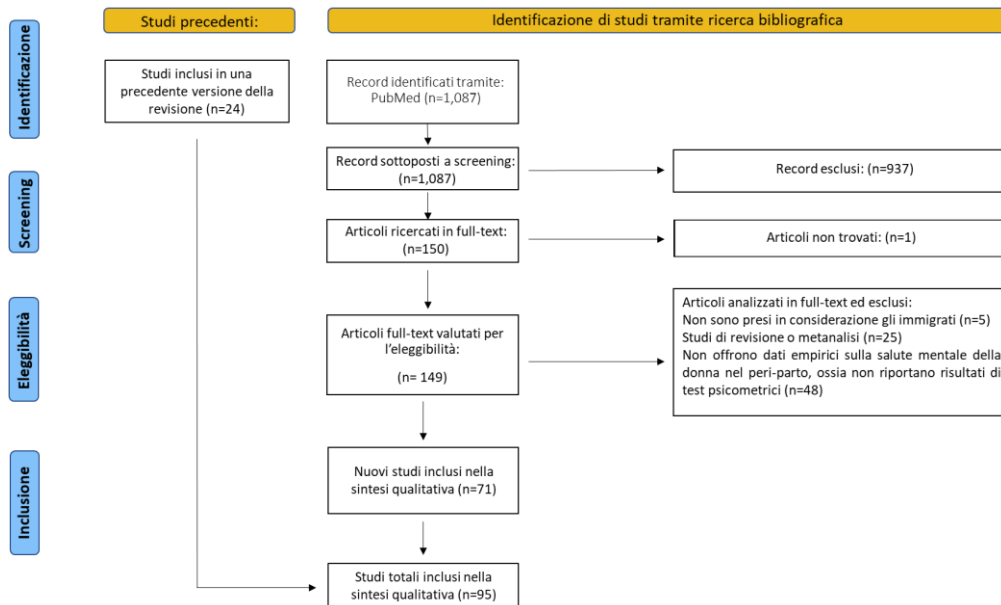 Studi precedenti:
Identificazione di studi tramite ricerca bibliografica
Identificazione
Studi inclusi in una
precedente versione della
revisione (n=24)
Record identificati tramite:
PubMed (n=1,087)
Screening
Record sottoposti a screening:
(n=1,087)
Record esclusi: (n=937)
Articoli ricercati in full-text:
(n=150)
Articoli non trovati: (n=1)
Eleggibilità
Articoli full-text valutati per
l’eleggibilità:
(n= 149)
Articoli analizzati in full-text ed esclusi:
Non sono presi in considerazione gli immigrati (n=5)
Studi di revisione o metanalisi (n=25)
Non offrono dati empirici sulla salute mentale della
donna nel peri-parto, ossia non riportano risultati di
test psicometrici (n=48)
Inclusione
Nuovi studi inclusi nella
sintesi qualitativa (n=71)
Studi totali inclusi nella
sintesi qualitativa (n=95)